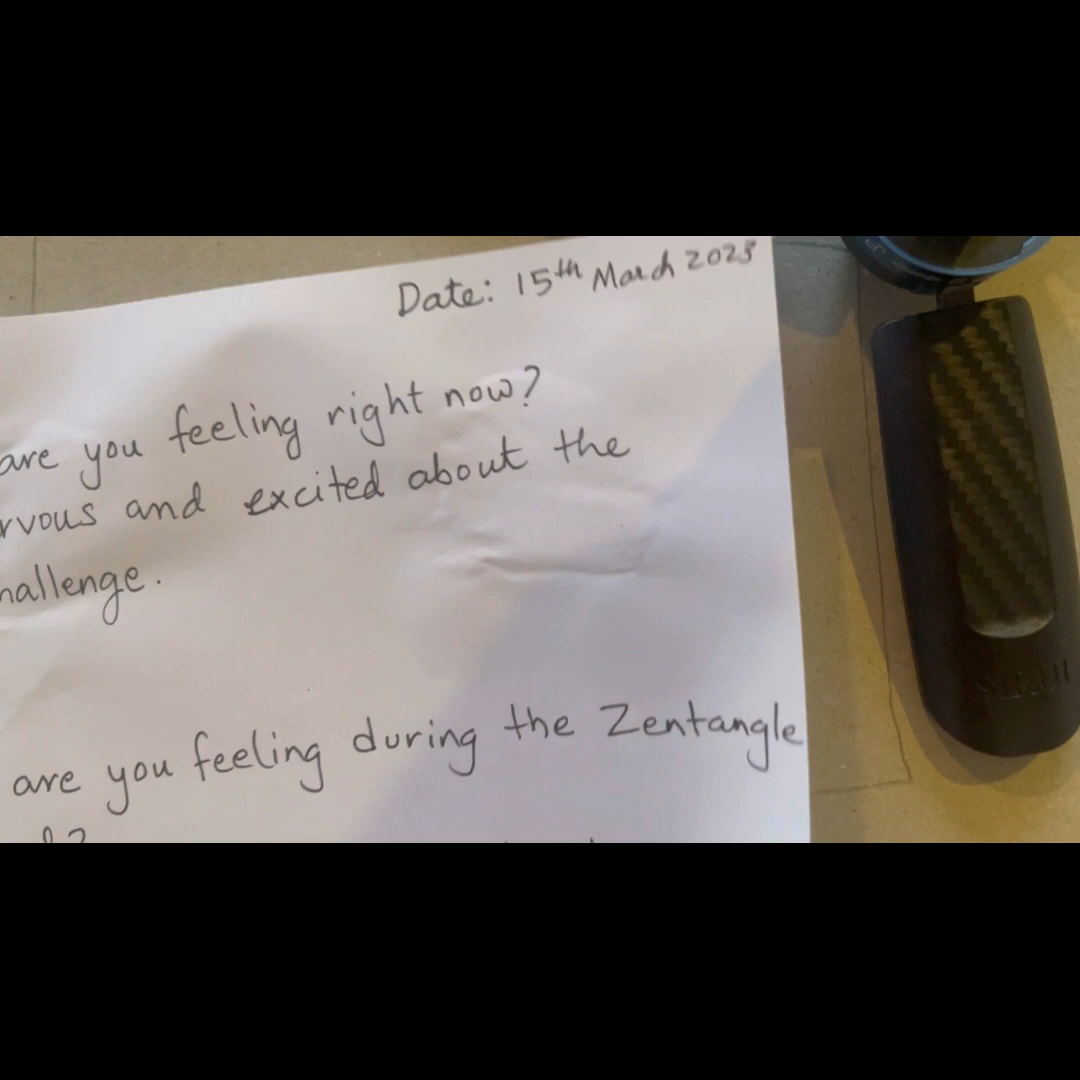 Date: 15th March 2023
are you feeling right now?
rvous and excited about the
hallenge.
are you feeling during the Zentangle